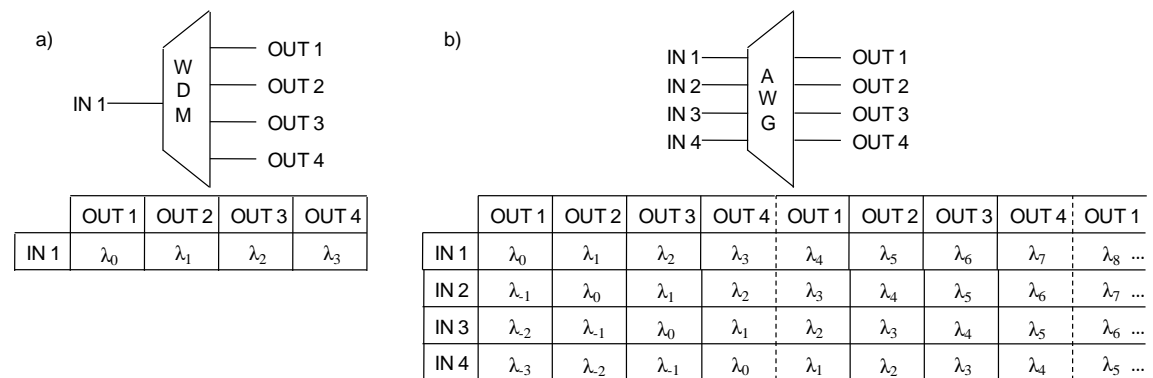 a)
W
D
M
IN 1
OUT 1
OUT 2
OUT 3
OUT 4
OUT 1 OUT 2 OUT 3 OUT 4
IN 1 λ0 λ1 λ2 λ3
b)
IN 1
IN 2
IN 3
IN 4
A
W
G
OUT 1
OUT 2
OUT 3
OUT 4
OUT 1 OUT 2 OUT 3 OUT 4 OUT 1 OUT 2 OUT 3 OUT 4 OUT 1
IN 1 λ0 λ1 λ2 λ3 λ4 λ5 λ6 λ7 λ8 ...
IN 2 λ-1 λ0 λ1 λ2 λ3 λ4 λ5 λ6 λ7 ...
IN 3 λ-2 λ-1 λ0 λ1 λ2 λ3 λ4 λ5 λ6 ...
IN 4 λ-3 λ-2 λ-1 λ0 λ1 λ2 λ3 λ4 λ5 ...